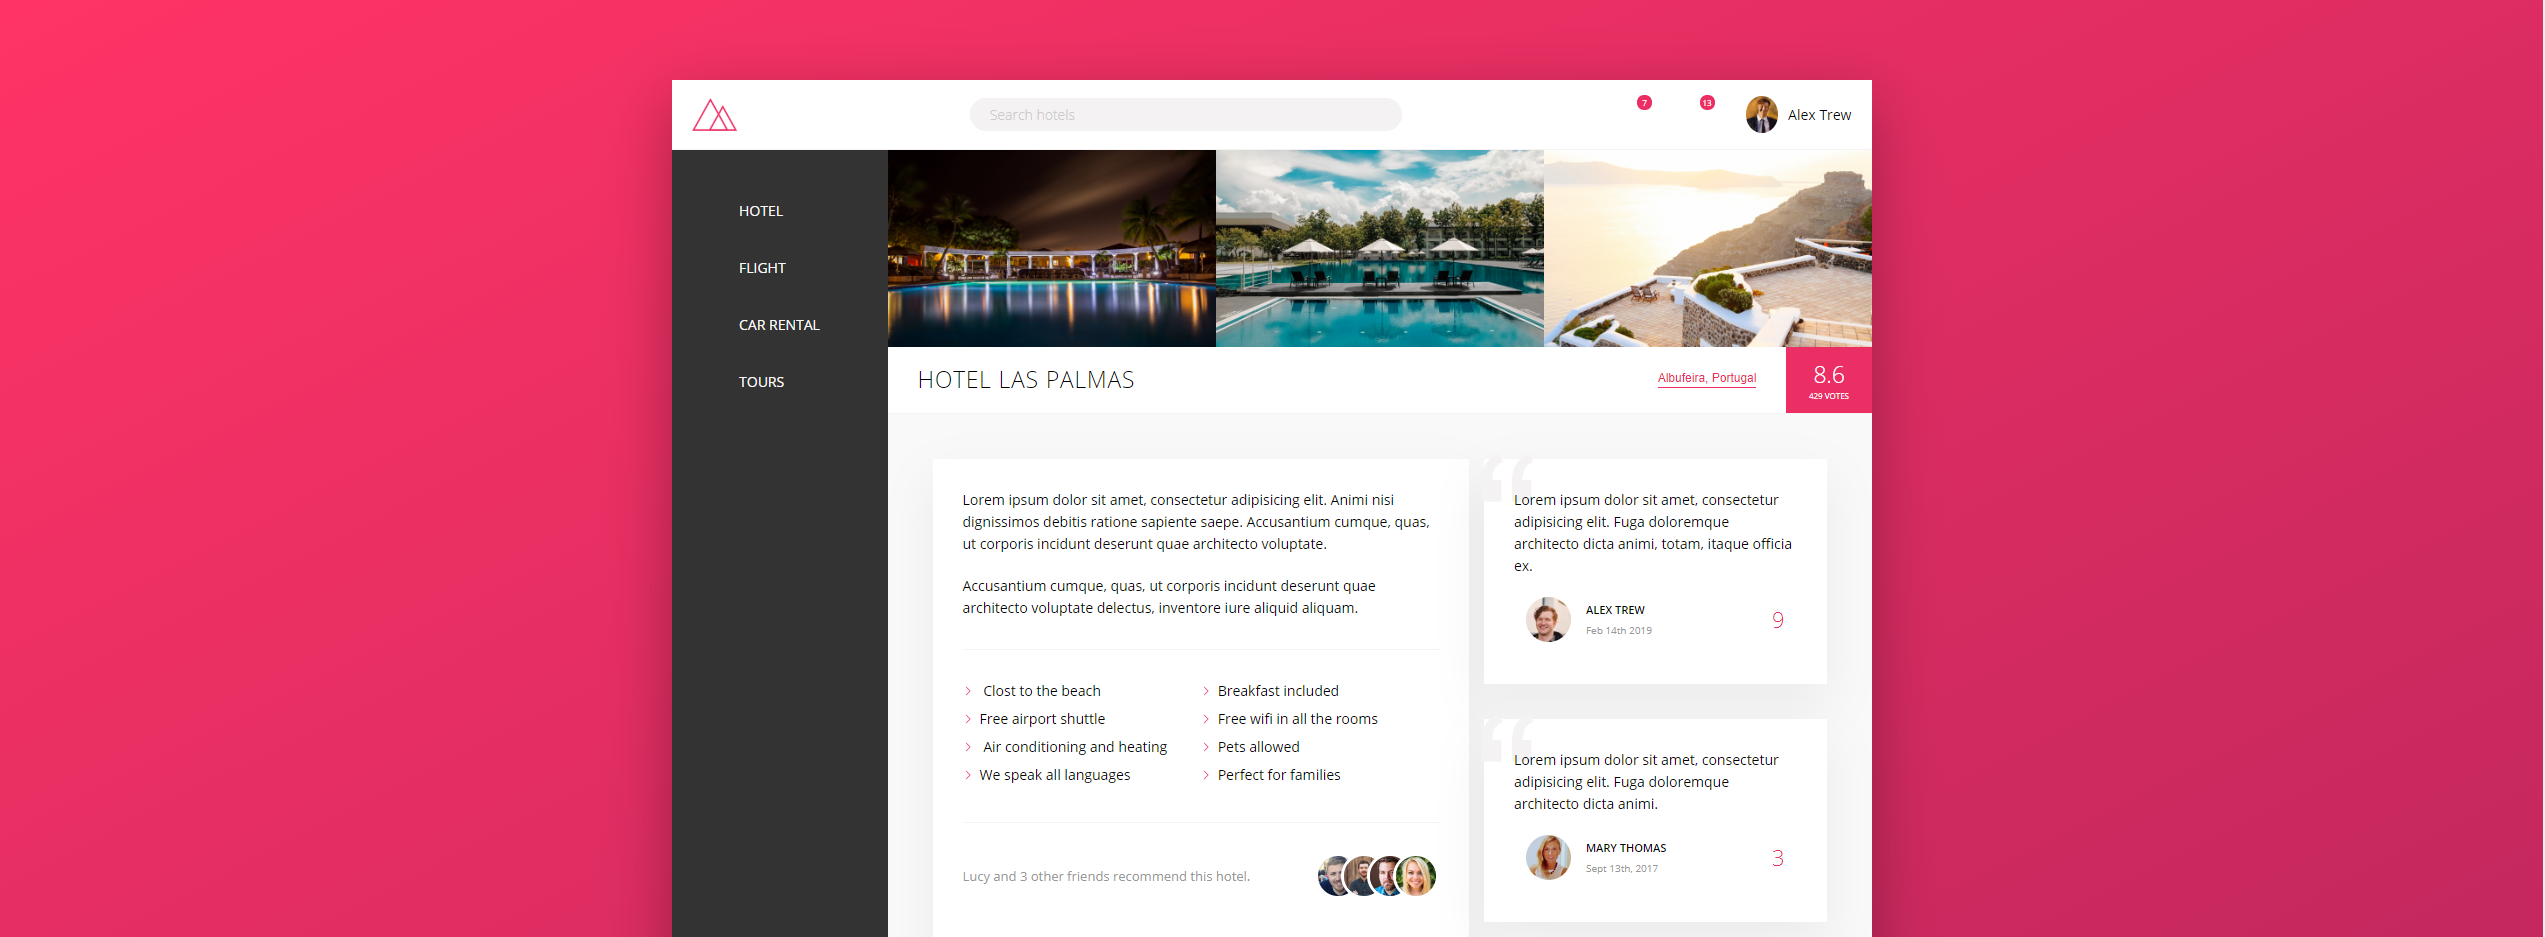 Search hotels
7
13
Alex Trew
HOTEL
FLIGHT
CAR RENTAL
TOURS
HOTEL LAS PALMAS
Albufeira, Portugal
8.6
429 VOTES
Lorem ipsum dolor sit amet, consectetur adipisicing elit. Animi nisi
dignissimos debitis ratione sapiente saepe. Accusantium cumque, quas,
ut corporis incidunt deserunt quae architecto voluptate.
Accusantium cumque, quas, ut corporis incidunt deserunt quae
architecto voluptate delectus, inventore iure aliquid aliquam.
Clost to the beach
Free airport shuttle
Air conditioning and heating
We speak all languages
Breakfast included
Free wifi in all the rooms
Pets allowed
Perfect for families
Lucy and 3 other friends recommend this hotel.
“
Lorem ipsum dolor sit amet, consectetur
adipisicing elit. Fuga doloremque
architecto dicta animi, totam, itaque officia
ex.
ALEX TREW
Feb 14th 2019
9
“
Lorem ipsum dolor sit amet, consectetur
adipisicing elit. Fuga doloremque
architecto dicta animi.
MARY THOMAS
Sept 13th, 2017
3